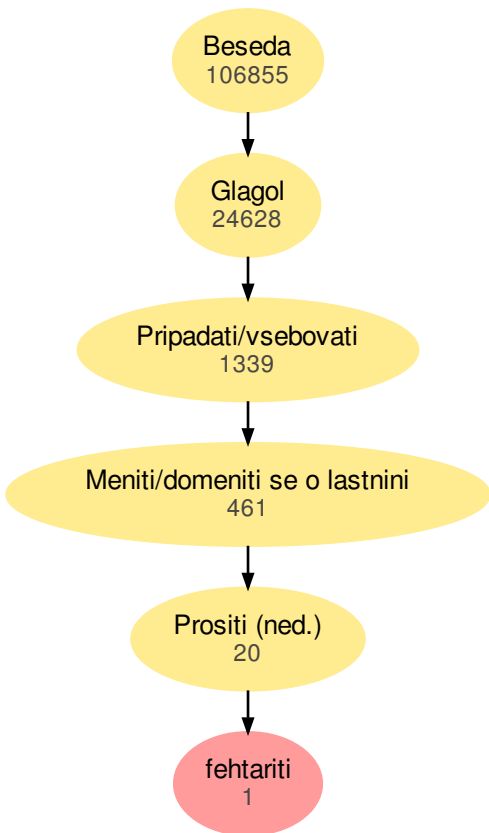 Beseda
106855
Glagol
24628
Pripadati/vsebovati
1339
Meniti/domeniti se o lastnini
461
Prositi (ned.)
20
fehtariti
1